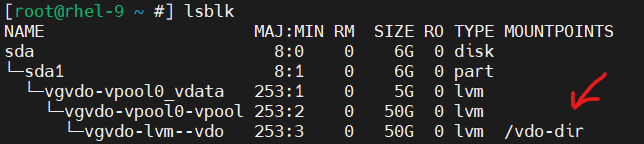 [root@rhel-9 ~ #] lsblk
NAME                          MAJ:MIN RM  SIZE RO TYPE MOUNTPOINTS
sda                             8:0    0    6G  0 disk
└─sda1                          8:1    0    6G  0 part
  └─vgvdo-vpool0_vdata        253:1    0    5G  0 lvm
    └─vgvdo-vpool0-vpool      253:2    0   50G  0 lvm
      └─vgvdo-lvm--vdo        253:3    0   50G  0 lvm  /vdo-dir